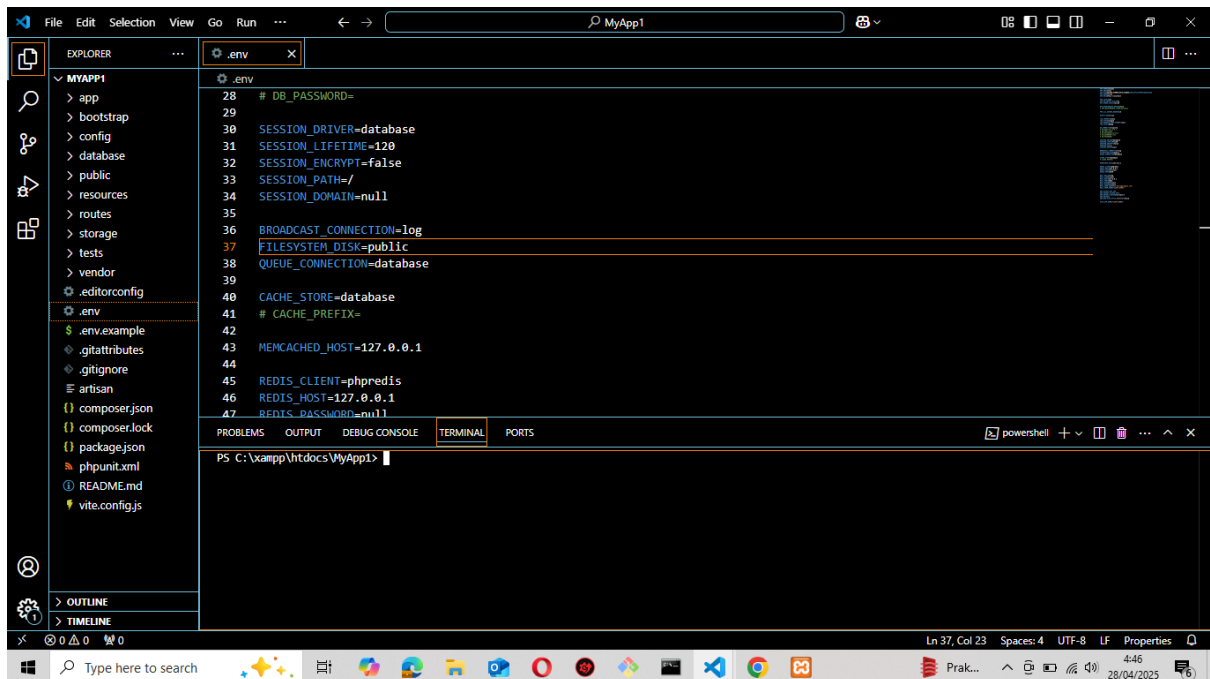 File Edit Selection View Go Run ··· ← → MyApp1
EXPLORER ···
MYAPP1
app
bootstrap
config
database
public
resources
routes
storage
tests
vendor
.editorconfig
.env
$ .env.example
.gitattributes
.gitignore
artisan
{} composer.json
{} composer.lock
{} package.json
phpunit.xml
README.md
vite.config.js
OUTLINE
TIMELINE
.env ×
.env
28 # DB_PASSWORD=
29
30 SESSION_DRIVER=database
31 SESSION_LIFETIME=120
32 SESSION_ENCRYPT=false
33 SESSION_PATH=/
34 SESSION_DOMAIN=null
35
36 BROADCAST_CONNECTION=log
37 FILESYSTEM_DISK=public
38 QUEUE_CONNECTION=database
39
40 CACHE_STORE=database
41 # CACHE_PREFIX=
42
43 MEMCACHED_HOST=127.0.0.1
44
45 REDIS_CLIENT=phpredis
46 REDIS_HOST=127.0.0.1
47 REDIS_PASSWORD=null
PROBLEMS OUTPUT DEBUG CONSOLE TERMINAL PORTS powershell
PS C:\xampp\htdocs\MyApp1>
1
0 0 0 Ln 37, Col 23 Spaces: 4 UTF-8 LF Properties
Type here to search Prak... 4:46
28/04/2025 6